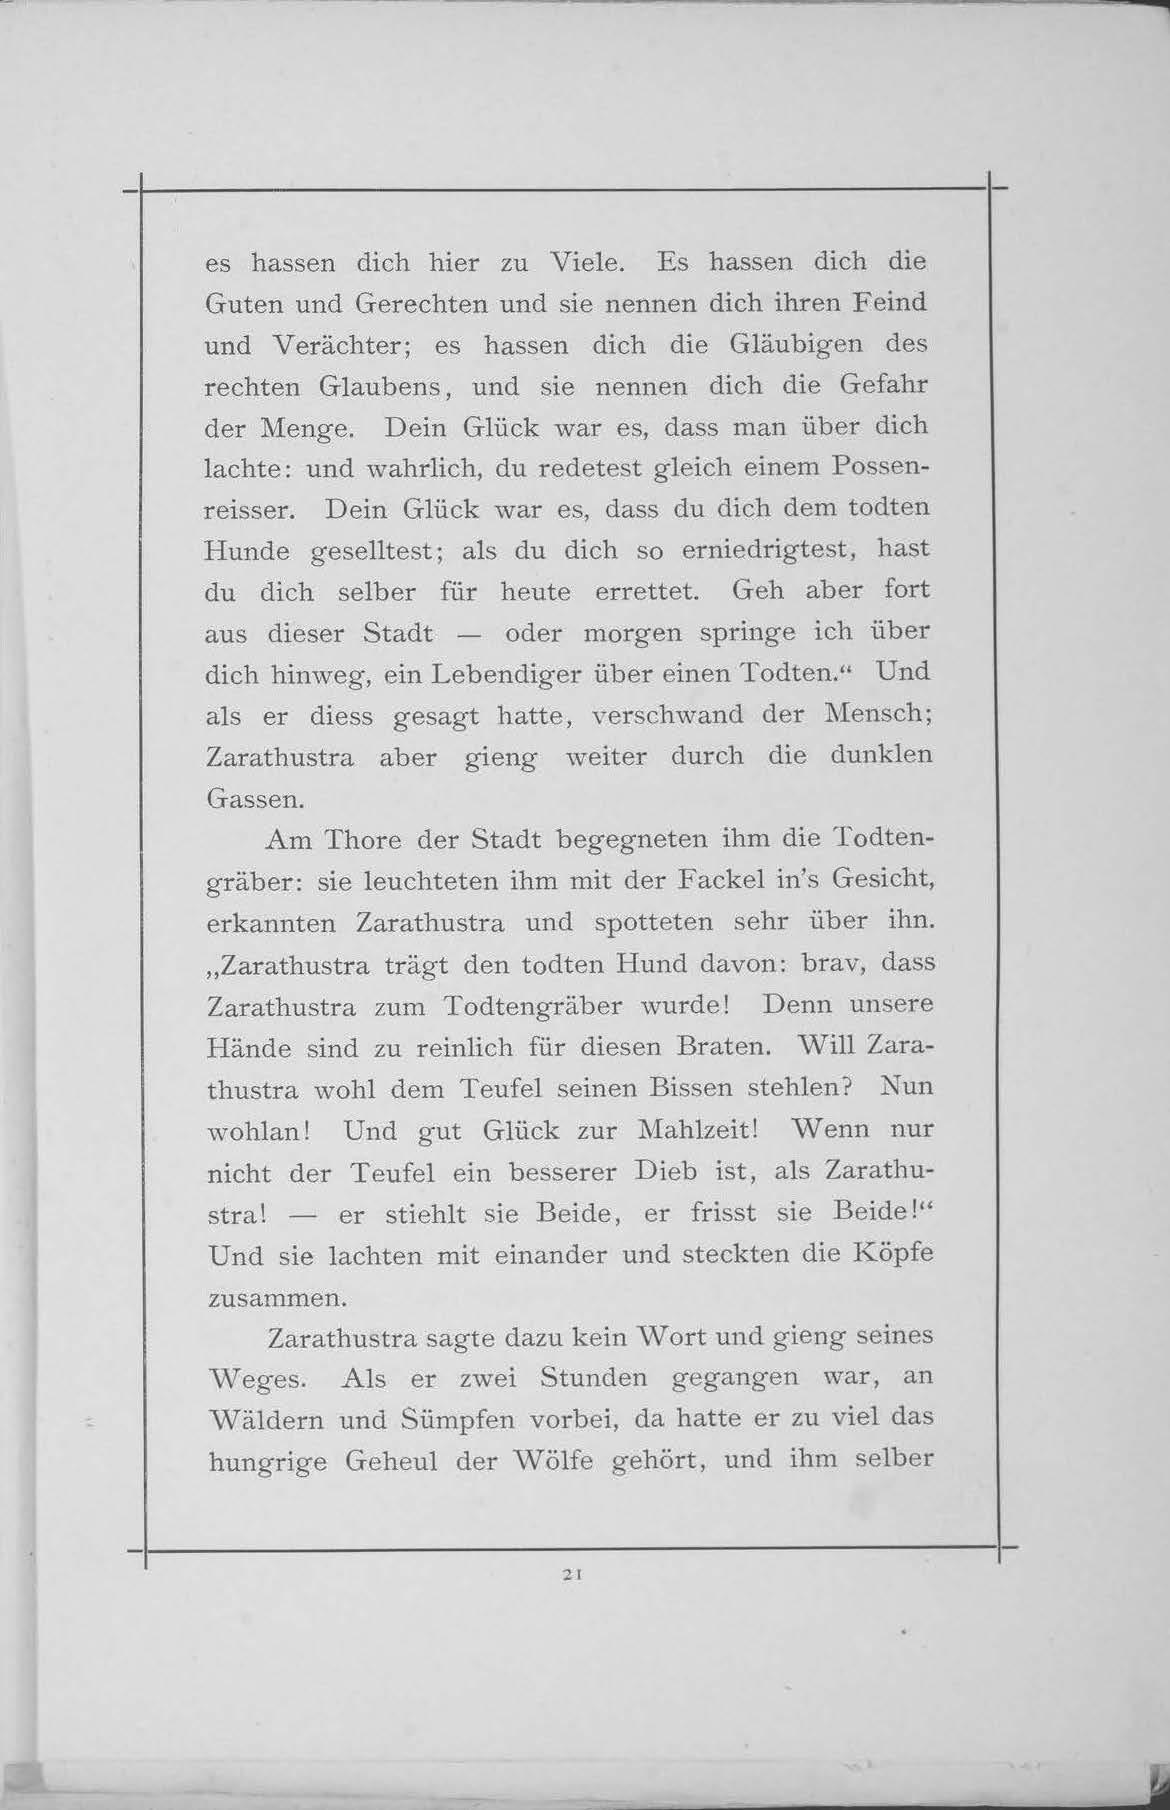 es hassen dich hier zu Viele. Es hassen dich die
Guten und Gerechten und sie nennen dich ihren Feind
und Verächter; es hassen dich die Gläubigen des
rechten Glaubens, und sie nennen dich die Gefahr
der Menge. Dein Glück war es, dass man über dich
lachte: und wahrlich, du redetest gleich einem Possen-
reisser. Dein Glück war es, dass du dich dem todten
Hunde geselltest; als du dich so erniedrigtest, hast
du dich selber für heute errettet. Geh aber fort
aus dieser Stadt — oder morgen springe ich über
dich hinweg, ein Lebendiger über einen Todten.“ Und
als er diess gesagt hatte, verschwand der Mensch;
Zarathustra aber gieng weiter durch die dunklen
Gassen.
Am Thore der Stadt begegneten ihm die Todten-
gräber: sie leuchteten ihm mit der Fackel in's Gesicht,
erkannten Zarathustra und spotteten sehr über ihn.
„Zarathustra trägt den todten Hund davon: brav, dass
Zarathustra zum Todtengräber wurde! Denn unsere
Hände sind zu reinlich für diesen Braten. Will Zara-
thustra wohl dem Teufel seinen Bissen stehlen? Nun
wohlan! Und gut Glück zur Mahlzeit! Wenn nur
nicht der Teufel ein besserer Dieb ist, als Zarathu-
stra! — er stiehlt sie Beide, er frisst sie Beide!“
Und sie lachten mit einander und steckten die Köpfe
zusammen.
Zarathustra sagte dazu kein Wort und gieng seines
Weges. Als er zwei Stunden gegangen war, an
Wäldern und Sümpfen vorbei, da hatte er zu viel das
hungrige Geheul der Wölfe gehört, und ihm selber
21